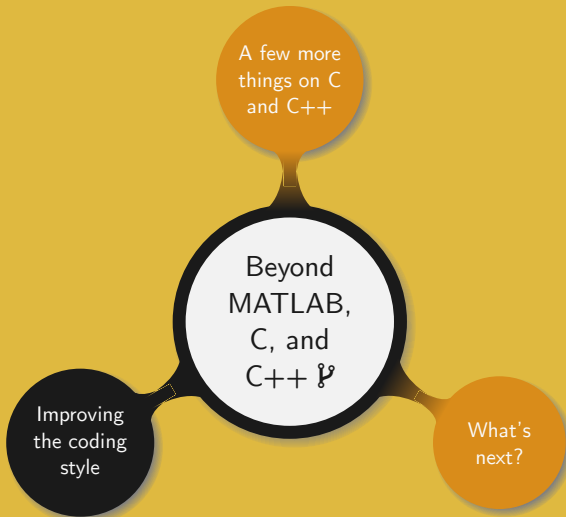 A few more
things on C
and C++
Beyond
MATLAB,
C, and
C++
Improving
the coding
style
What's
next?